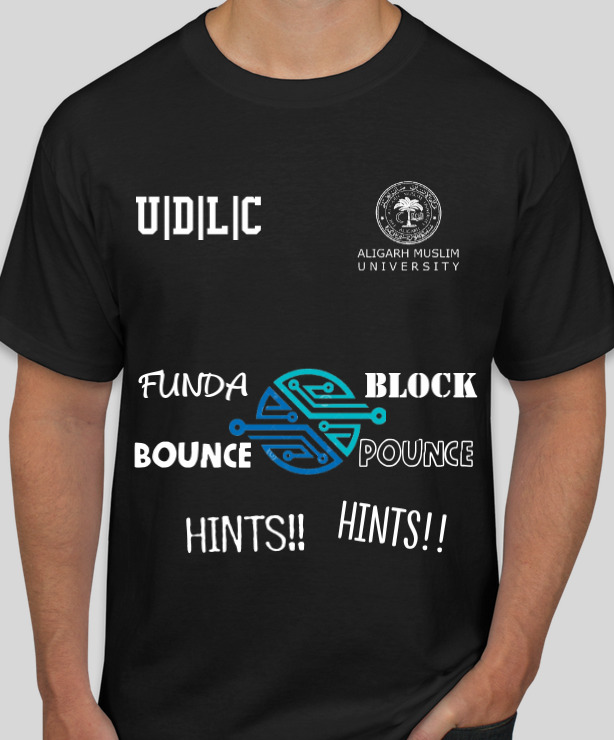 U|D|L|C
ALIGARH MUSLIM
UNIVERSITY
FUNDA BLOCK
BOUNCE POUNCE
HINTS!! HINTS!!